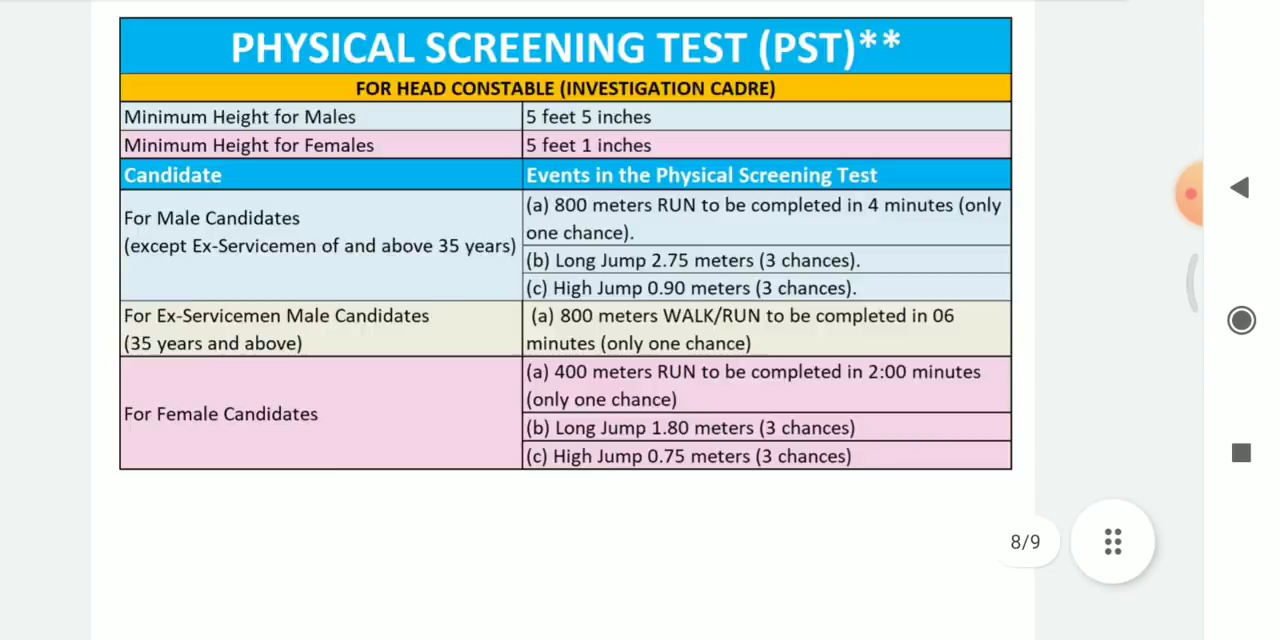 PHYSICAL SCREENING TEST (PST)**
FOR HEAD CONSTABLE (INVESTIGATION CADRE)
Minimum Height for Males
5 feet 5 inches
Minimum Height for Females
5 feet 1 inches
Candidate
Events in the Physical Screening Test
For Male Candidates
(except Ex-Servicemen of and above 35 years)
(a) 800 meters RUN to be completed in 4 minutes (only
one chance).
(b) Long Jump 2.75 meters (3 chances).
(c) High Jump 0.90 meters (3 chances).
For Ex-Servicemen Male Candidates
(35 years and above)
(a) 800 meters WALK/RUN to be completed in 06
minutes (only one chance)
For Female Candidates
(a) 400 meters RUN to be completed in 2:00 minutes
(only one chance)
(b) Long Jump 1.80 meters (3 chances)
(c) High Jump 0.75 meters (3 chances)
8/9